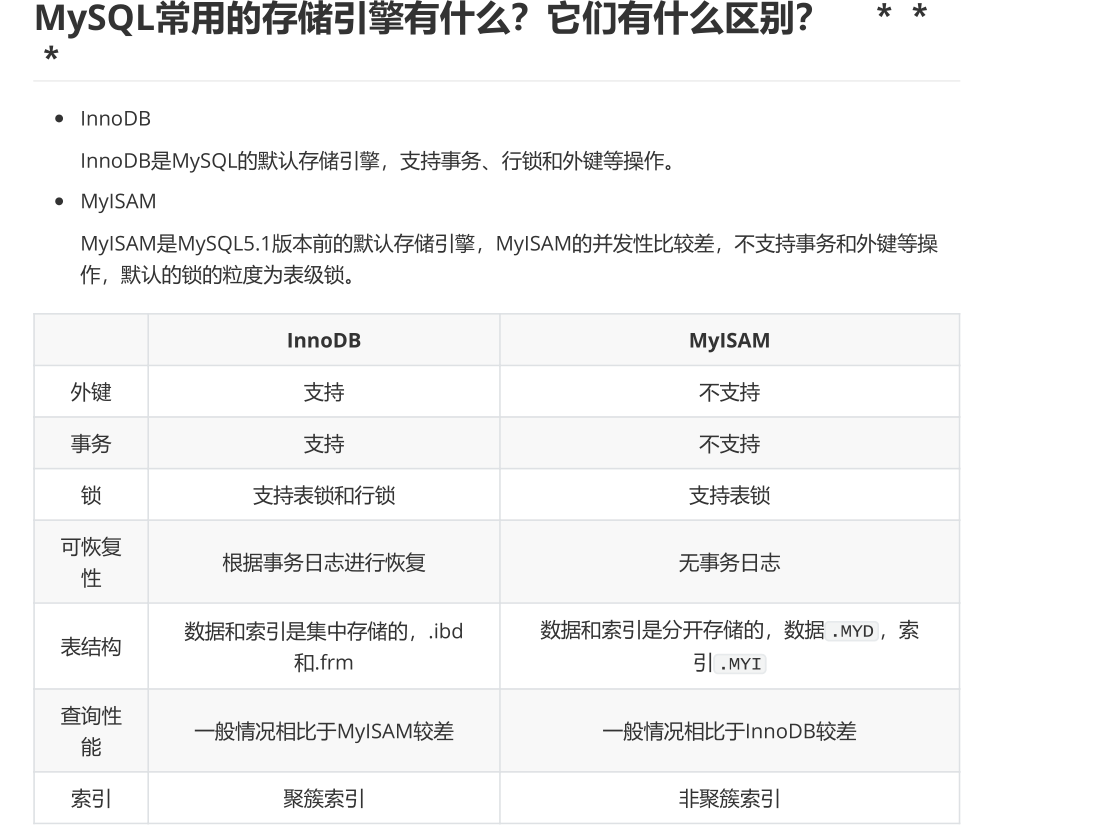 MySQL常用的存储引擎有什么？它们有什么区别？ * *
*
InnoDB
InnoDB是MySQL的默认存储引擎，支持事务、行锁和外键等操作。
MyISAM
MyISAM是MySQL5.1版本前的默认存储引擎，MyISAM的并发性比较差，不支持事务和外键等操
作，默认的锁的粒度为表级锁。
InnoDB MyISAM
外键 支持 不支持
事务 支持 不支持
锁 支持表锁和行锁 支持表锁
可恢复
性
根据事务日志进行恢复 无事务日志
表结构
数据和索引是集中存储的，.ibd
和.frm
数据和索引是分开存储的，数据.MYD，索
引.MYI
查询性
能
一般情况相比于MyISAM较差 一般情况相比于InnoDB较差
索引 聚簇索引 非聚簇索引